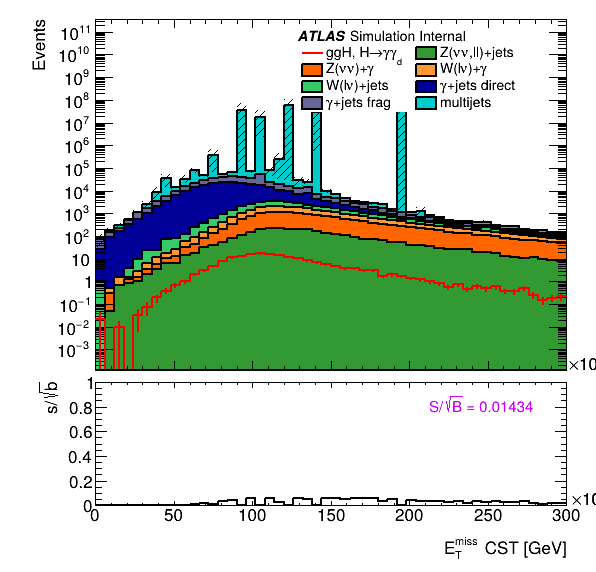 Events
10¹¹
10¹⁰
10⁹
10⁸
10⁷
10⁶
10⁵
10⁴
10³
10²
10
1
10⁻¹
10⁻²
10⁻³
ATLAS Simulation Internal
ggH, H→γγ_d
Z(νν,ll)+jets
Z(νν)+γ
W(lν)+γ
W(lν)+jets
γ+jets direct
γ+jets frag
multijets
×10
s/√b
1
0.8
0.6
0.4
0.2
0
S/√B = 0.01434
×10
0 50 100 150 200 250 300
E_T^miss CST [GeV]